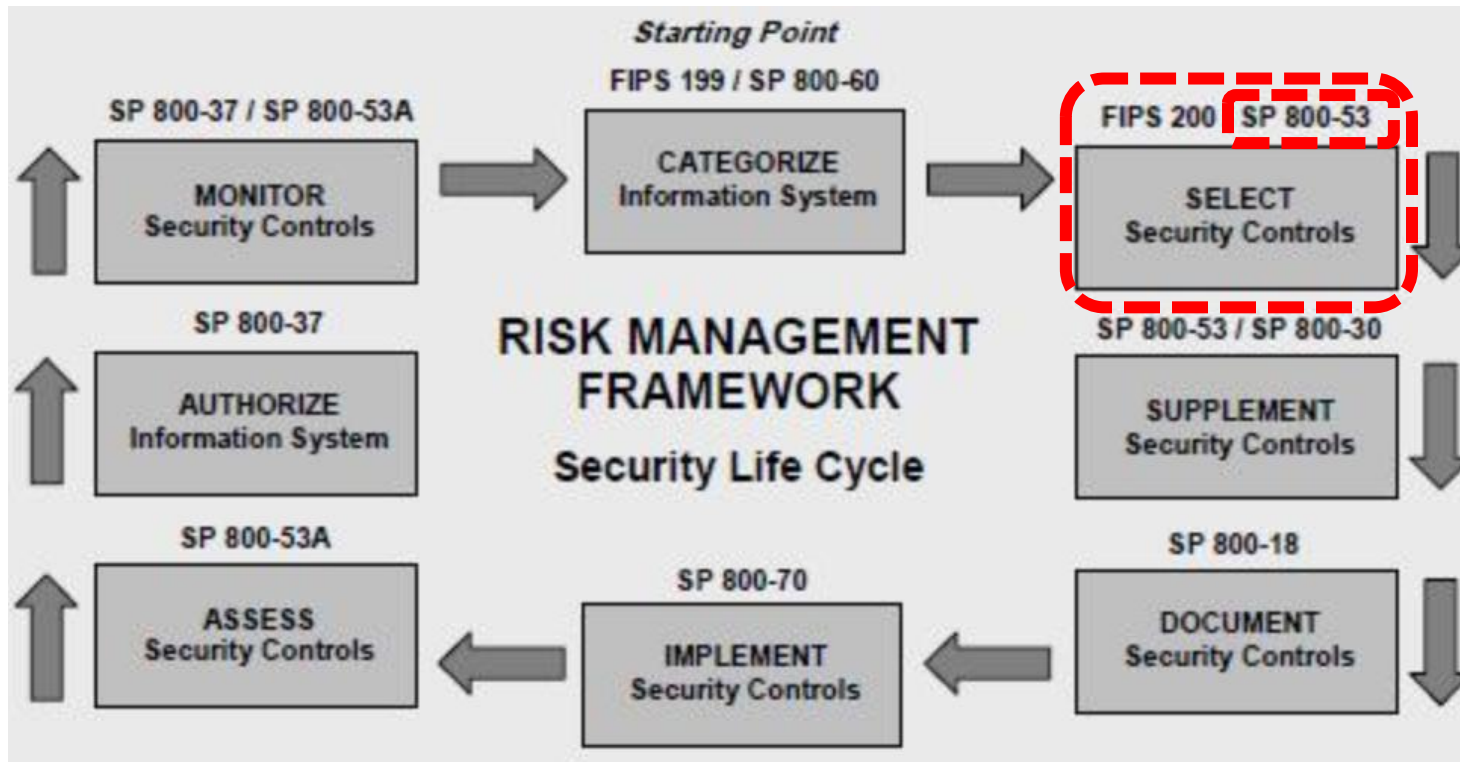 Starting Point
FIPS 199 / SP 800-60
CATEGORIZE
Information System
FIPS 200 SP 800-53
SELECT
Security Controls
SP 800-53 / SP 800-30
SUPPLEMENT
Security Controls
SP 800-18
DOCUMENT
Security Controls
SP 800-70
IMPLEMENT
Security Controls
SP 800-53A
ASSESS
Security Controls
SP 800-37
AUTHORIZE
Information System
SP 800-37 / SP 800-53A
MONITOR
Security Controls
RISK MANAGEMENT
FRAMEWORK
Security Life Cycle